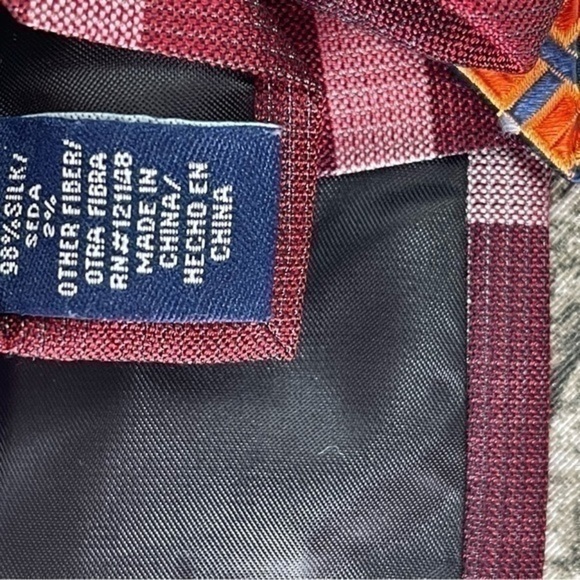 98% SILK/
SEDA
2%
OTHER FIBER/
OTRA FIBRA
RN# 121148
MADE IN
CHINA/
HECHO EN
CHINA